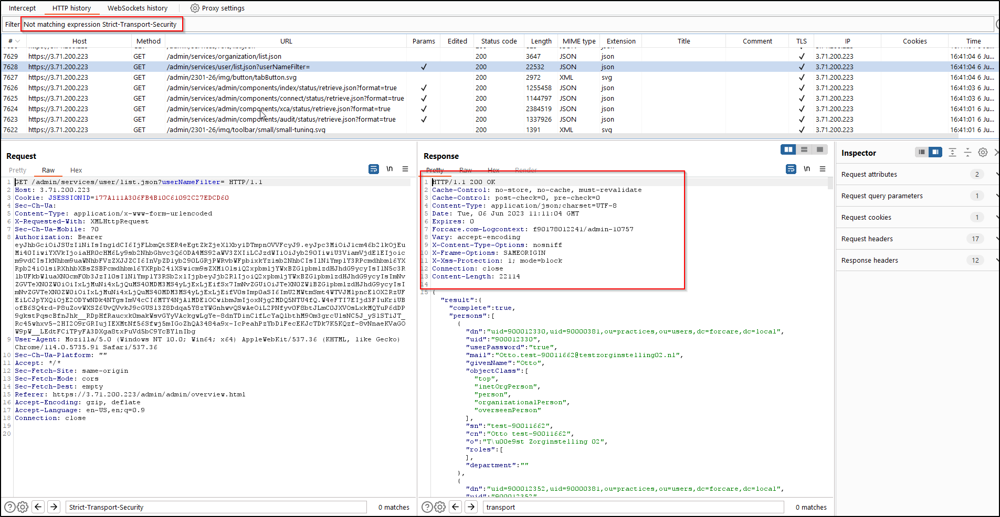 Intercept HTTP history WebSockets history Proxy settings
Filter Not matching expression Strict-Transport-Security
# Host Method URL Params Edited Status code Length MIME type Extension Title Comment TLS IP Cookies Time
7629 https://3.71.200.223 GET /admin/services/organization/list.json 200 3647 JSON json ✓ 3.71.200.223 16:41:04 6 Ju...
7628 https://3.71.200.223 GET /admin/services/user/list.json?userNameFilter= ✓ 200 22532 JSON json ✓ 3.71.200.223 16:41:04 6 Ju...
7627 https://3.71.200.223 GET /admin/2301-26/img/button/tabButton.svg 200 2972 XML svg ✓ 3.71.200.223 16:41:04 6 Ju...
7626 https://3.71.200.223 GET /admin/services/admin/components/index/status/retrieve.json?format=true ✓ 200 1255458 JSON json ✓ 3.71.200.223 16:41:03 6 Ju...
7625 https://3.71.200.223 GET /admin/services/admin/components/connect/status/retrieve.json?format=true ✓ 200 1144797 JSON json ✓ 3.71.200.223 16:41:03 6 Ju...
7624 https://3.71.200.223 GET /admin/services/admin/components/xca/status/retrieve.json?format=true ✓ 200 2384519 JSON json ✓ 3.71.200.223 16:41:01 6 Ju...
7623 https://3.71.200.223 GET /admin/services/admin/components/audit/status/retrieve.json?format=true ✓ 200 1337926 JSON json ✓ 3.71.200.223 16:41:01 6 Ju...
7622 https://3.71.200.223 GET /admin/2301-26/img/toolbar/small/small-tuning.svg 200 1391 XML svg ✓ 3.71.200.223 16:41:01 6 Ju...
Request
Pretty Raw Hex \n
1 GET /admin/services/user/list.json?userNameFilter= HTTP/1.1
2 Host: 3.71.200.223
3 Cookie: JSESSIONID=177A111A306FB4B10C61092C27EDCD60
4 Sec-Ch-Ua:
5 Content-Type: application/x-www-form-urlencoded
6 X-Requested-With: XMLHttpRequest
7 Sec-Ch-Ua-Mobile: ?0
8 Authorization: Bearer
9 User-Agent: Mozilla/5.0 (Windows NT 10.0; Win64; x64) AppleWebKit/537.36 (KHTML, like Gecko)
Chrome/114.0.5735.91 Safari/537.36
10 Sec-Ch-Ua-Platform: ""
11 Accept: */*
12 Sec-Fetch-Site: same-origin
13 Sec-Fetch-Mode: cors
14 Sec-Fetch-Dest: empty
15 Referer: https://3.71.200.223/admin/admin/overview.html
16 Accept-Encoding: gzip, deflate
17 Accept-Language: en-US,en;q=0.9
18 Connection: close
19
20
Strict-Transport-Security 0 matches
Response
Pretty Raw Hex Render \n
1 HTTP/1.1 200 OK
2 Cache-Control: no-store, no-cache, must-revalidate
3 Cache-Control: post-check=0, pre-check=0
4 Content-Type: application/json;charset=UTF-8
5 Date: Tue, 06 Jun 2023 11:11:04 GMT
6 Expires: 0
7 Forcare.com-Logcontext: f90178012241/admin-10757
8 Vary: accept-encoding
9 X-Content-Type-Options: nosniff
10 X-Frame-Options: SAMEORIGIN
11 X-Xss-Protection: 1; mode=block
12 Connection: close
13 Content-Length: 22114
14
15 {
"result":{
"complete":true,
"persons":[
{
"dn":"uid=900012330,uid=90000381,ou=practices,ou=users,dc=forcare,dc=local",
"uid":"900012330",
"userPassword":"true",
"mail":"Otto.test-90011662@testzorginstelling02.nl",
"givenName":"Otto",
"objectClass":[
"top",
"inetOrgPerson",
"person",
"organizationalPerson",
"overseenPerson"
],
"sn":"test-90011662",
"cn":"Otto test-90011662",
"o":"T\u00e9st Zorginstelling 02",
"roles":[
],
"department":""
},
{
"dn":"uid=900012352,uid=90000381,ou=practices,ou=users,dc=forcare,dc=local",
"uid":"900012352"
transport 0 matches
Inspector
Request attributes 2
Request query parameters 1
Request cookies 1
Request headers 17
Response headers 12